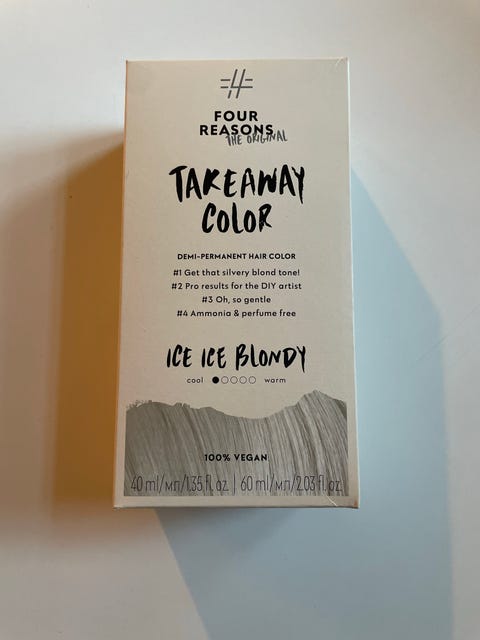 FOUR
REASONS
THE ORIGINAL
TAKEAWAY
COLOR
DEMI-PERMANENT HAIR COLOR
#1 Get that silvery blond tone!
#2 Pro results for the DIY artist
#3 Oh, so gentle
#4 Ammonia & perfume free
ICE ICE BLONDY
cool warm
100% VEGAN
40 ml/мл/1.35 fl. oz. | 60 ml/мл/2.03 fl. oz.